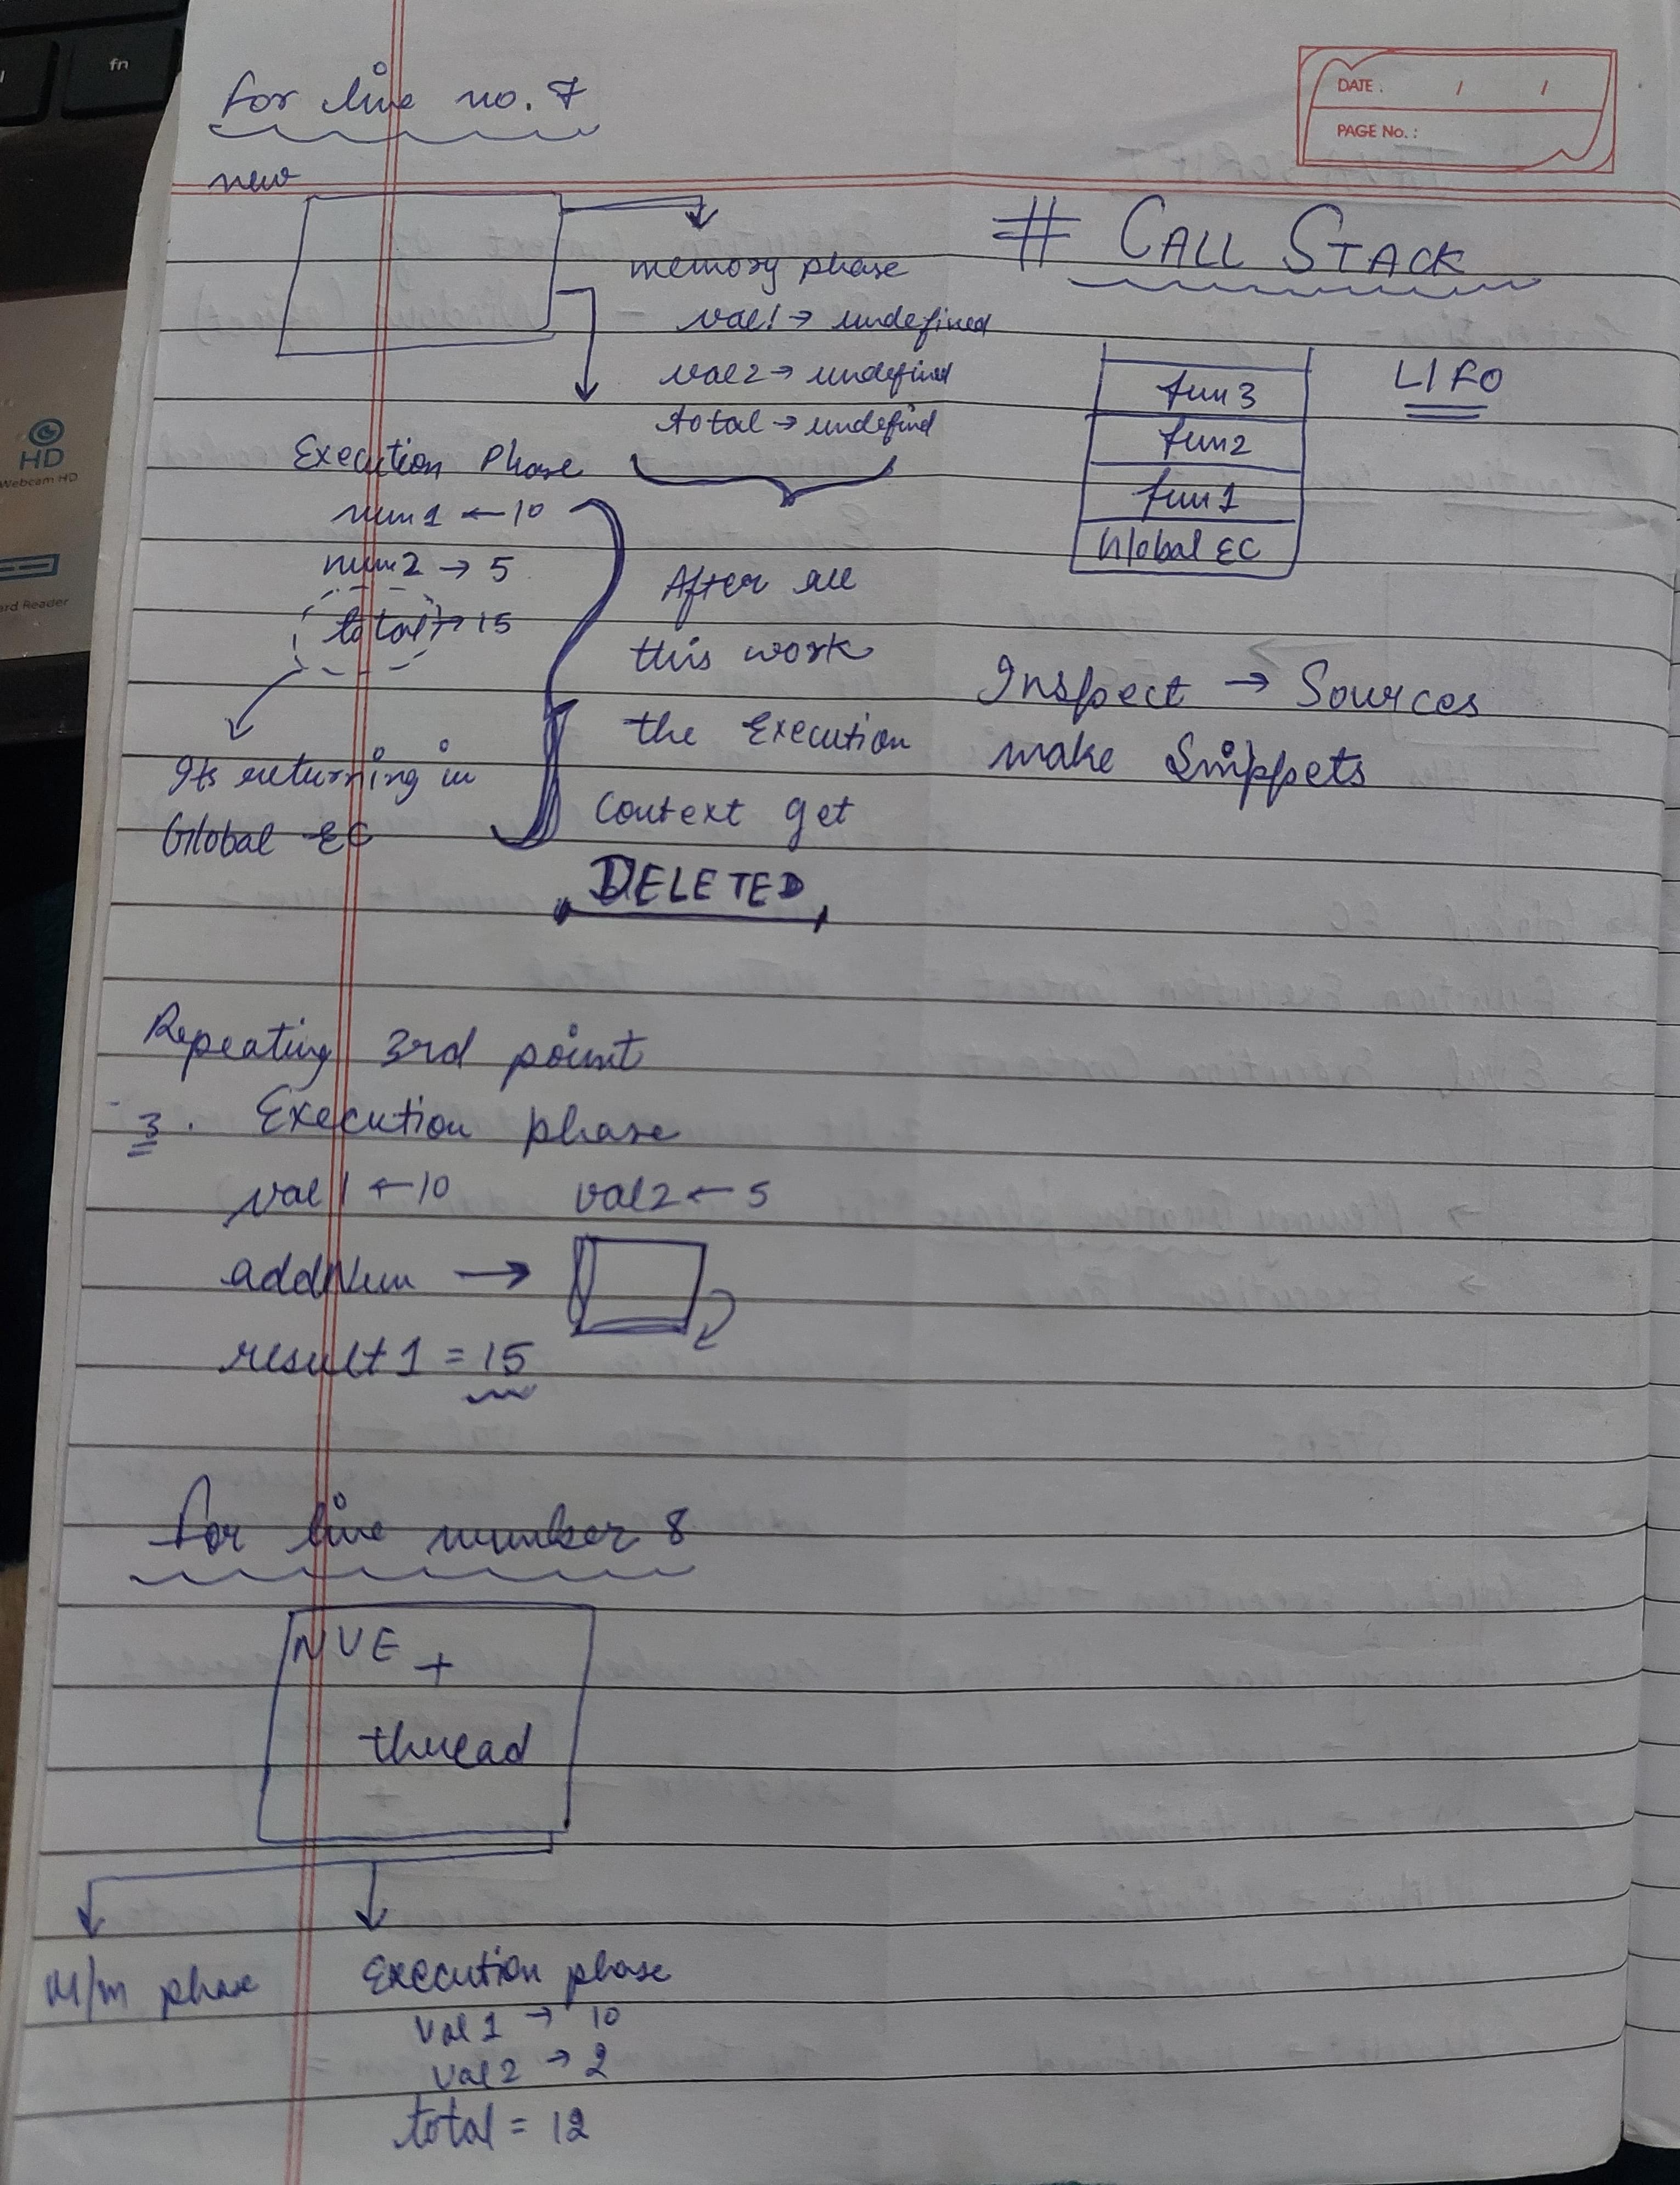 fn
for line no. 7
DATE : / /
PAGE No. :
new
memory phase
val1 → undefined
val2 → undefined
total → undefind
Execution Phase
num1 ← 10
num2 → 5
total → 15
Its returning in
Global EC
After all
this work
the Execution
Context get
DELETED
# CALL STACK
fun3
fun2
fun1
Global EC
LIFO
Inspect → Sources
make Snippets
HD
Webcam HD
ard Reader
Repeating 3rd point
3. Execution phase
val1 ← 10 val2 ← 5
addNum →
result1 = 15
for line number 8
NVE +
thread
M/m phase
Execution phase
val1 → 10
val2 → 2
total = 12